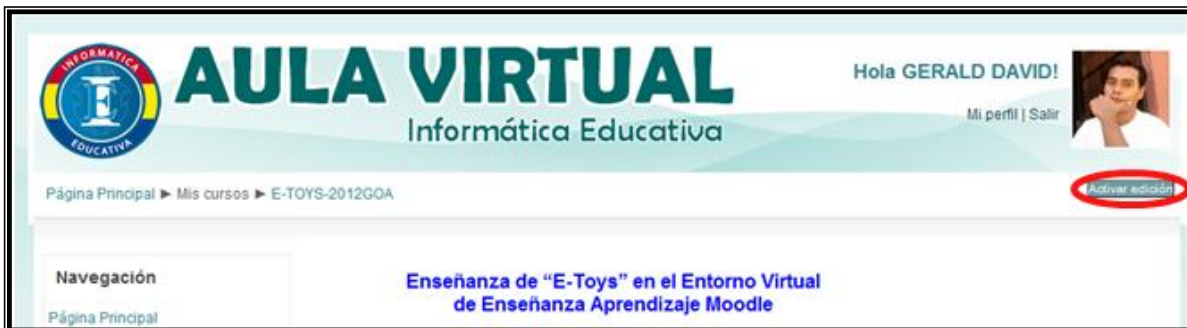 INFORMATICA
E
EDUCATIVA
AULA VIRTUAL
Informática Educativa
Hola GERALD DAVID!
Mi perfil | Salir
Página Principal ► Mis cursos ► E-TOYS-2012GOA
Activar edición
Navegación
Página Principal
Enseñanza de “E-Toys” en el Entorno Virtual
de Enseñanza Aprendizaje Moodle